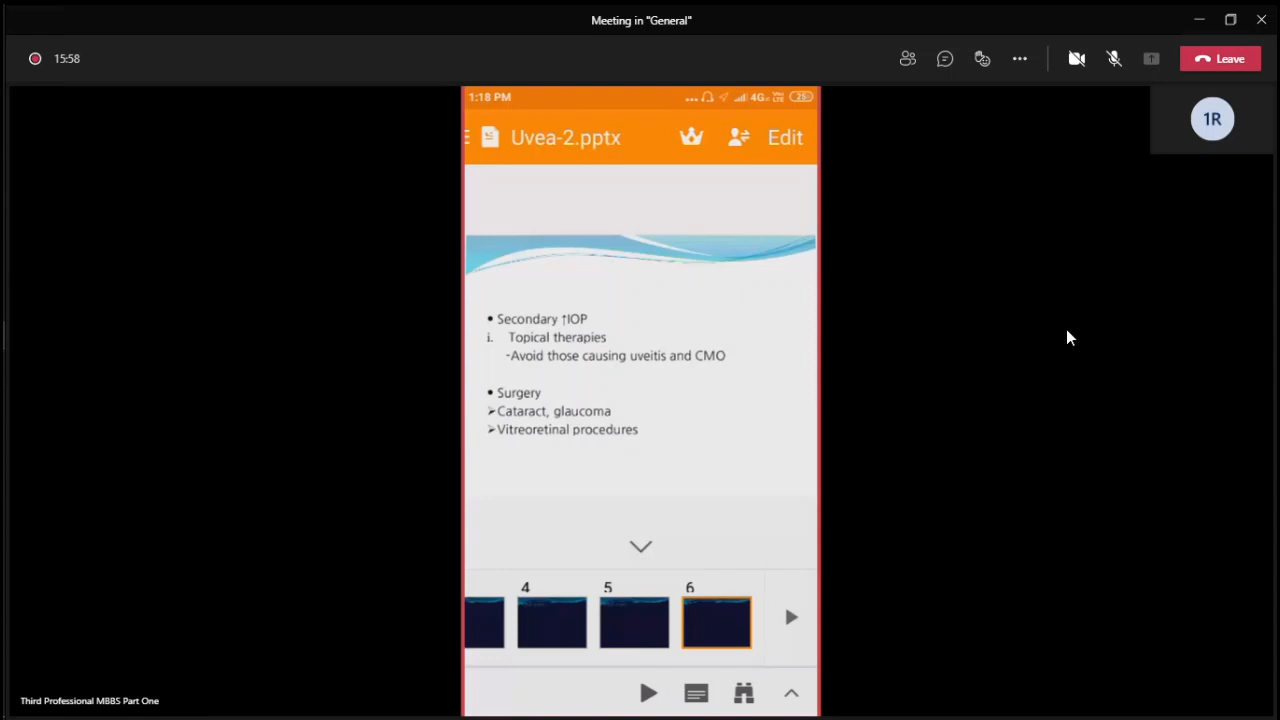 Meeting in "General"
15:58
Leave
1R
1:18 PM
4G
25
Uvea-2.pptx
Edit
• Secondary ↑IOP
i. Topical therapies
-Avoid those causing uveitis and CMO
• Surgery
➢Cataract, glaucoma
➢Vitreoretinal procedures
4
5
6
Third Professional MBBS Part One